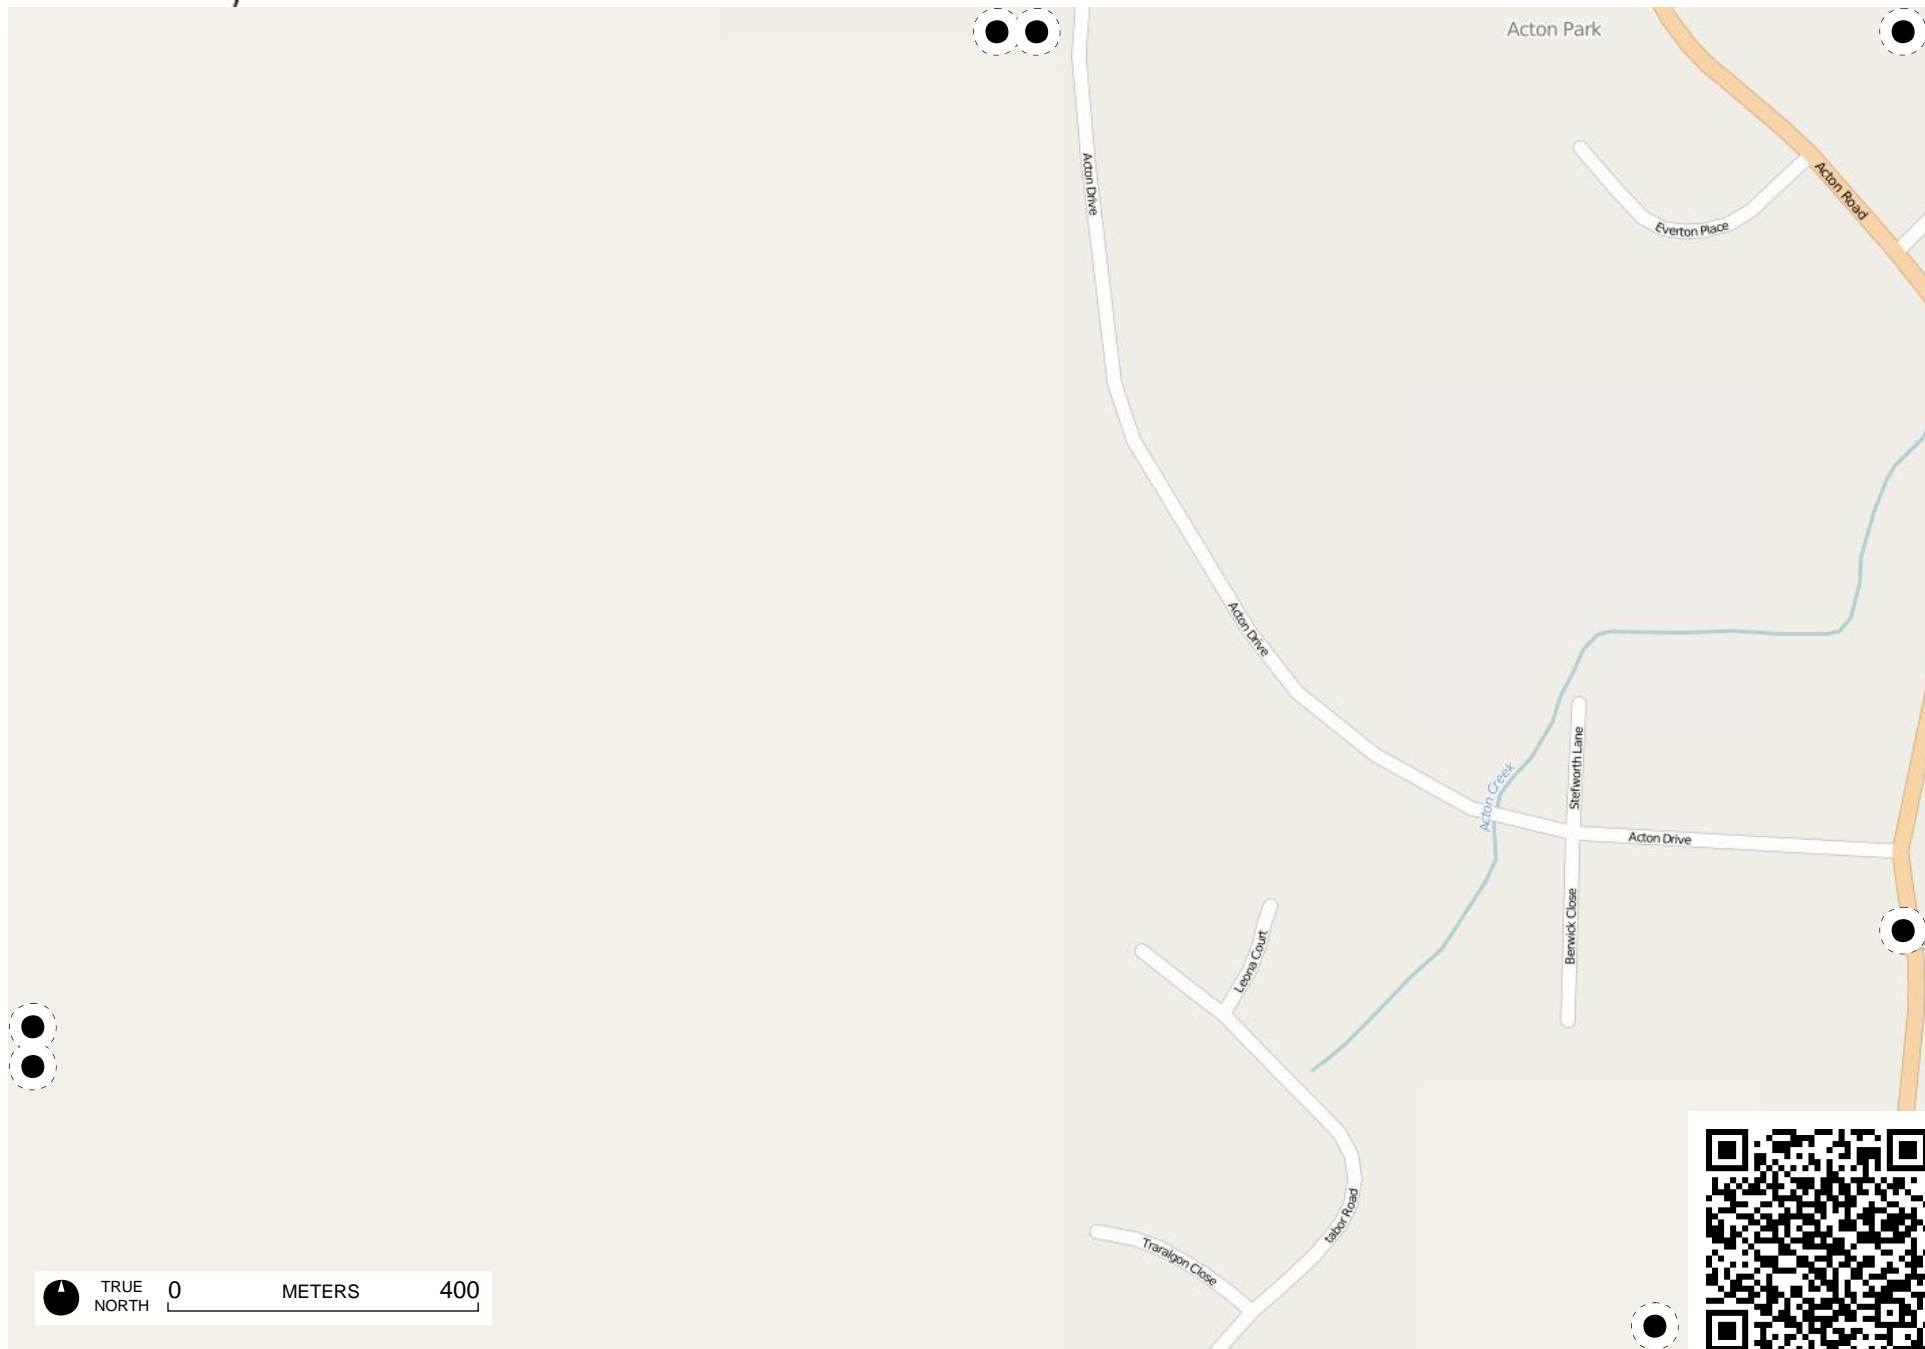 Acton Park
Acton Drive
Acton Road
Everton Place
Acton Drive
Stefworth Lane
Acton Creek
Acton Drive
Berwick Close
Leona Court
tabor Road
Traralgon Close
TRUE NORTH
0 METERS 400